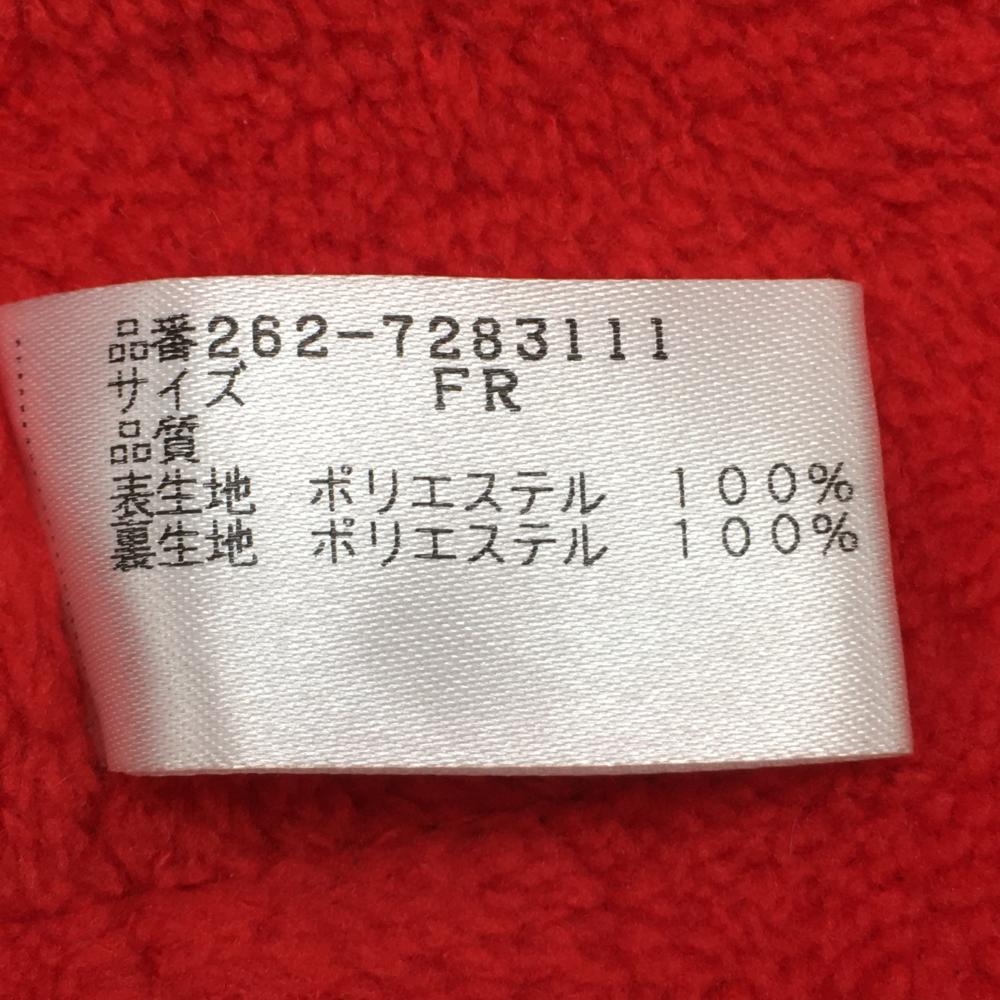 品番262-7283111
サイズ　　　　FR
品質
表生地　ポリエステル　100%
裏生地　ポリエステル　100%